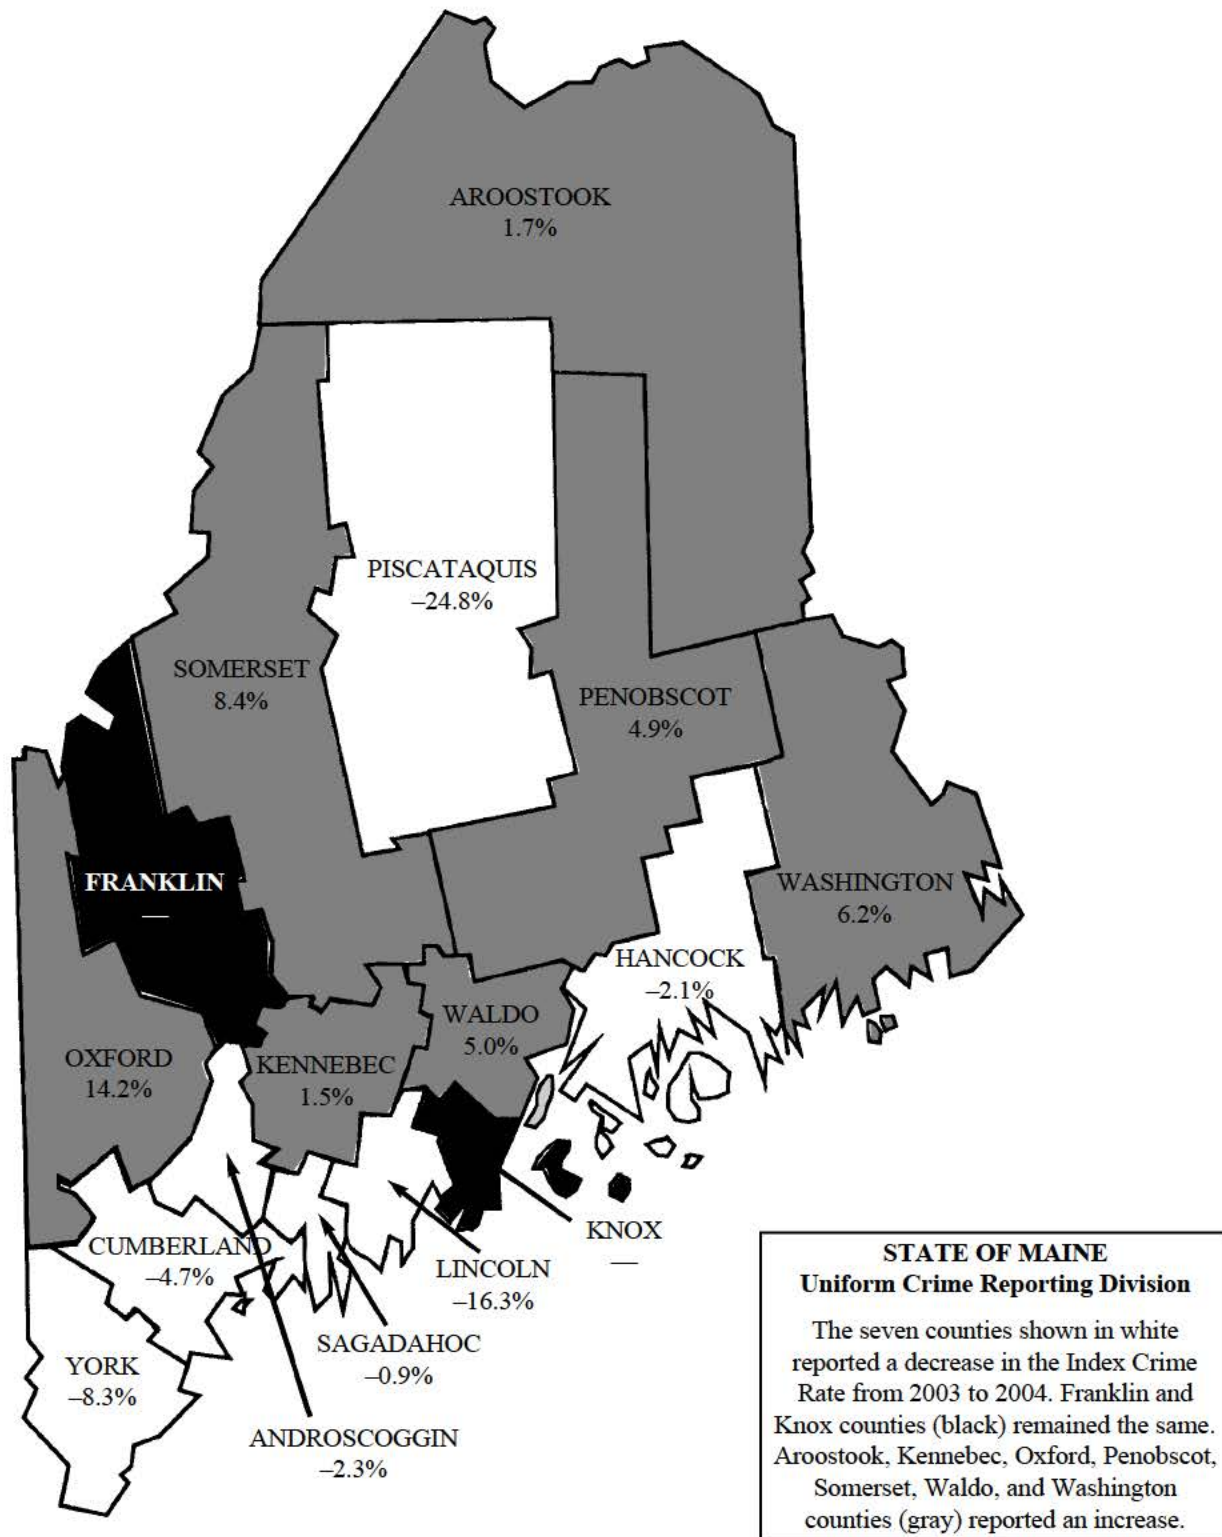 AROOSTOOK
1.7%
PISCATAQUIS
–24.8%
SOMERSET
8.4%
PENOBSCOT
4.9%
FRANKLIN
—
WASHINGTON
6.2%
HANCOCK
–2.1%
WALDO
5.0%
OXFORD
14.2%
KENNEBEC
1.5%
KNOX
—
CUMBERLAND
–4.7%
LINCOLN
–16.3%
SAGADAHOC
–0.9%
YORK
–8.3%
ANDROSCOGGIN
–2.3%
STATE OF MAINE
Uniform Crime Reporting Division
The seven counties shown in white
reported a decrease in the Index Crime
Rate from 2003 to 2004. Franklin and
Knox counties (black) remained the same.
Aroostook, Kennebec, Oxford, Penobscot,
Somerset, Waldo, and Washington
counties (gray) reported an increase.